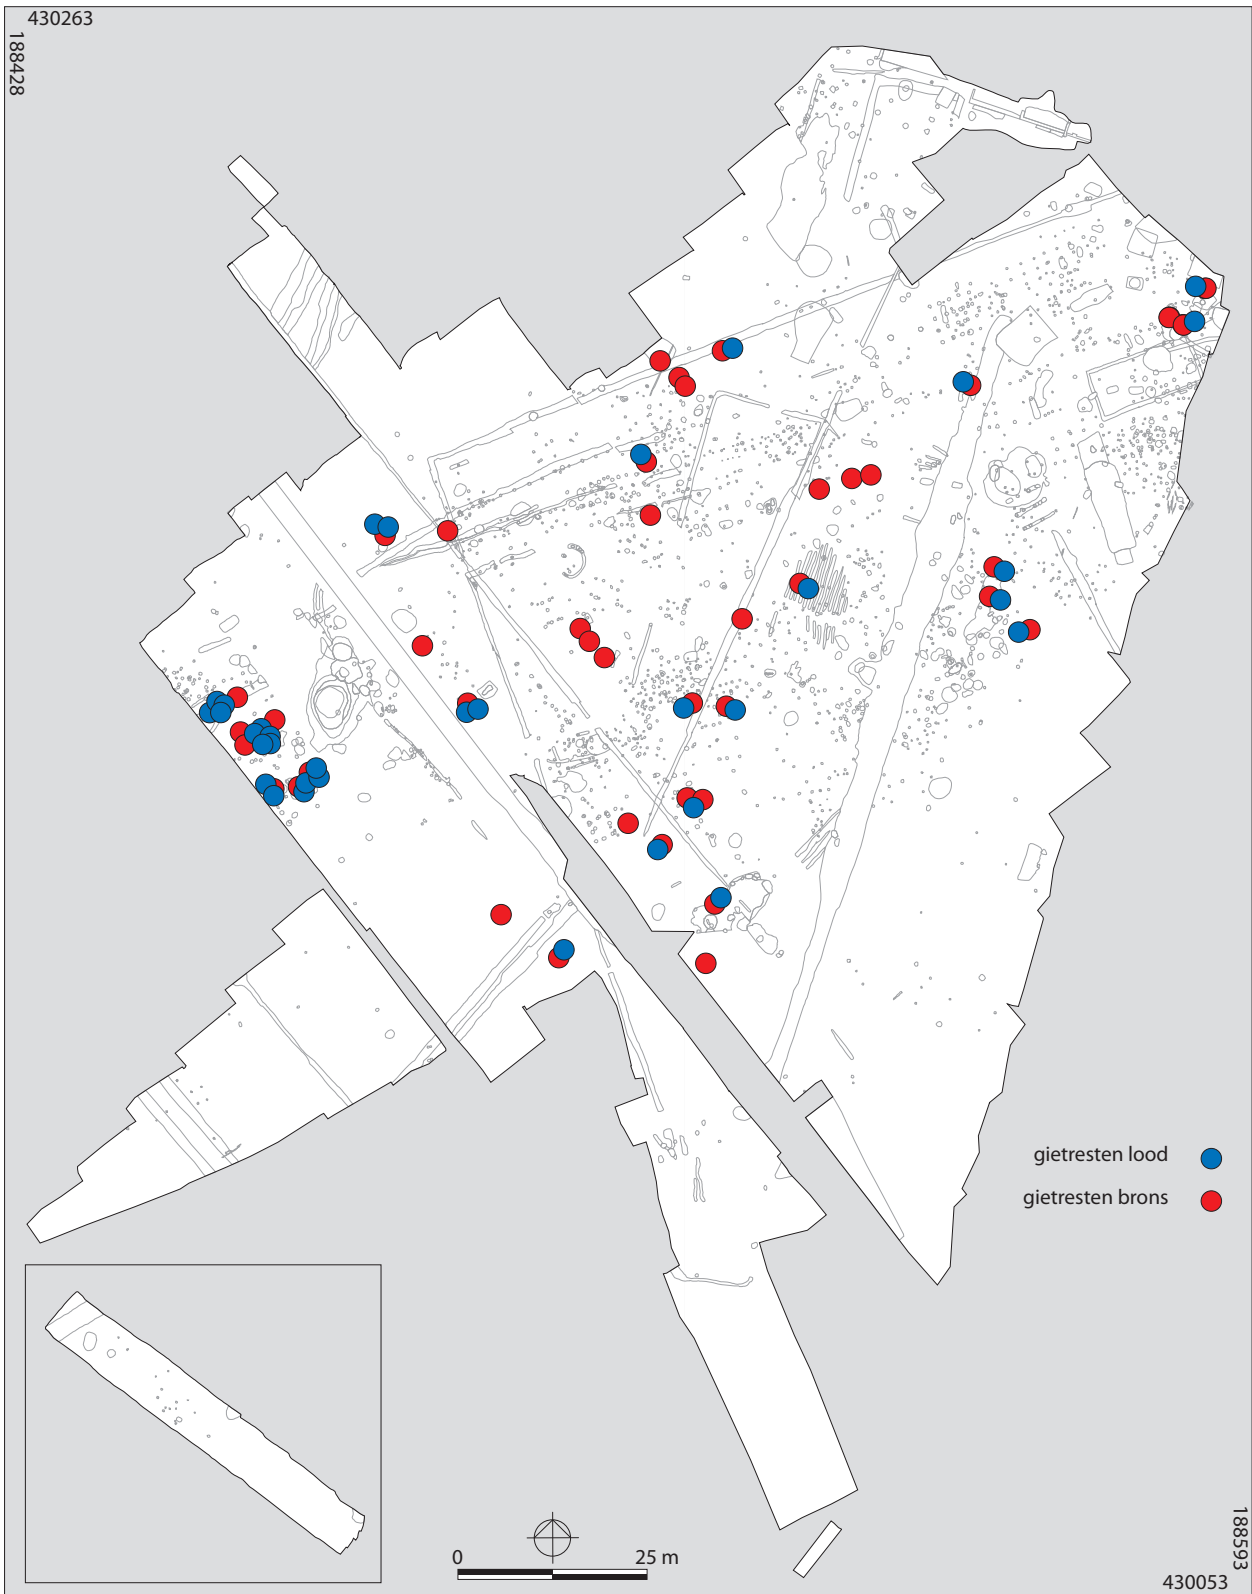 430263
188428
gietresten lood
gietresten brons
0 25 m
188593
430053